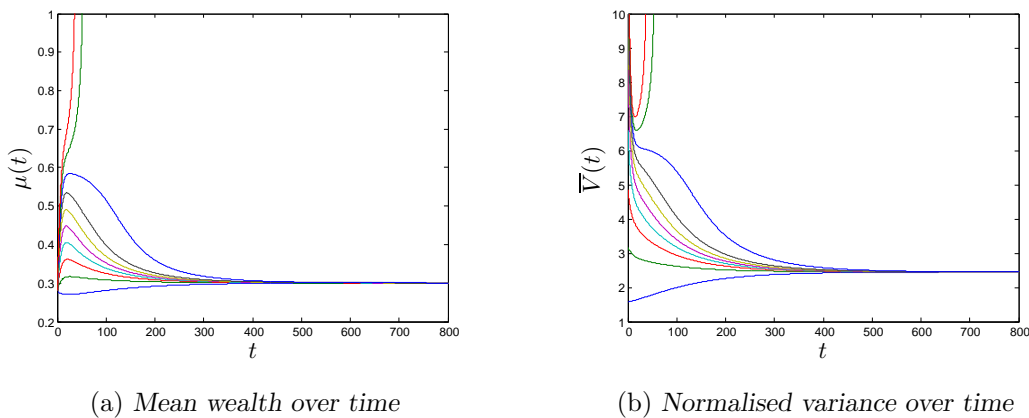 1
0.9
0.8
0.7
0.6
0.5
0.4
0.3
0.2
0 100 200 300 400 500 600 700 800
μ(t)
t
(a) Mean wealth over time
10
9
8
7
6
5
4
3
2
1
0 100 200 300 400 500 600 700 800
V̅(t)
t
(b) Normalised variance over time